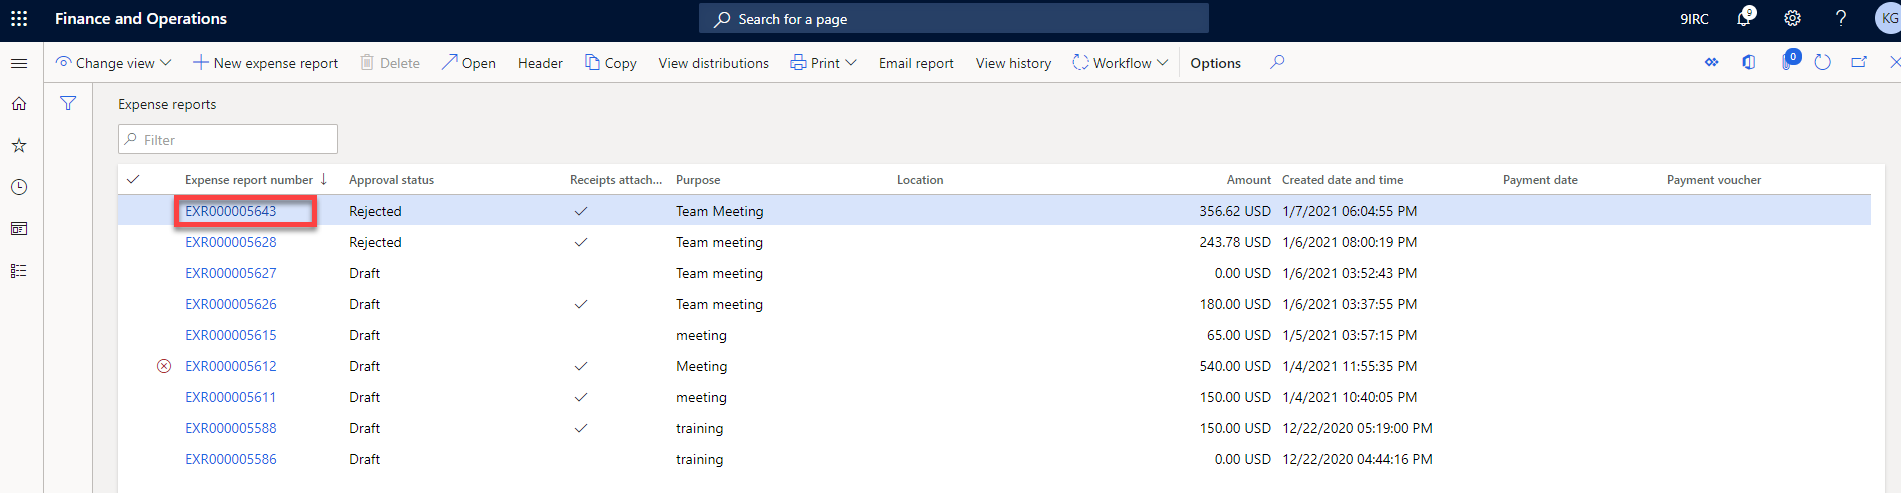 Finance and Operations Search for a page 9IRC 9 KG
Change view New expense report Delete Open Header Copy View distributions Print Email report View history Workflow Options 0
Expense reports
Filter
Expense report number Approval status Receipts attach... Purpose Location Amount Created date and time Payment date Payment voucher
EXR000005643 Rejected Team Meeting 356.62 USD 1/7/2021 06:04:55 PM
EXR000005628 Rejected Team meeting 243.78 USD 1/6/2021 08:00:19 PM
EXR000005627 Draft Team meeting 0.00 USD 1/6/2021 03:52:43 PM
EXR000005626 Draft Team meeting 180.00 USD 1/6/2021 03:37:55 PM
EXR000005615 Draft meeting 65.00 USD 1/5/2021 03:57:15 PM
EXR000005612 Draft Meeting 540.00 USD 1/4/2021 11:55:35 PM
EXR000005611 Draft meeting 150.00 USD 1/4/2021 10:40:05 PM
EXR000005588 Draft training 150.00 USD 12/22/2020 05:19:00 PM
EXR000005586 Draft training 0.00 USD 12/22/2020 04:44:16 PM